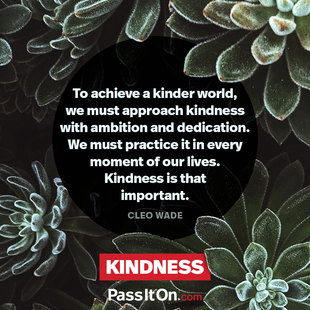 To achieve a kinder world,
we must approach kindness
with ambition and dedication.
We must practice it in every
moment of our lives.
Kindness is that
important.
CLEO WADE
KINDNESS
PassItOn.com